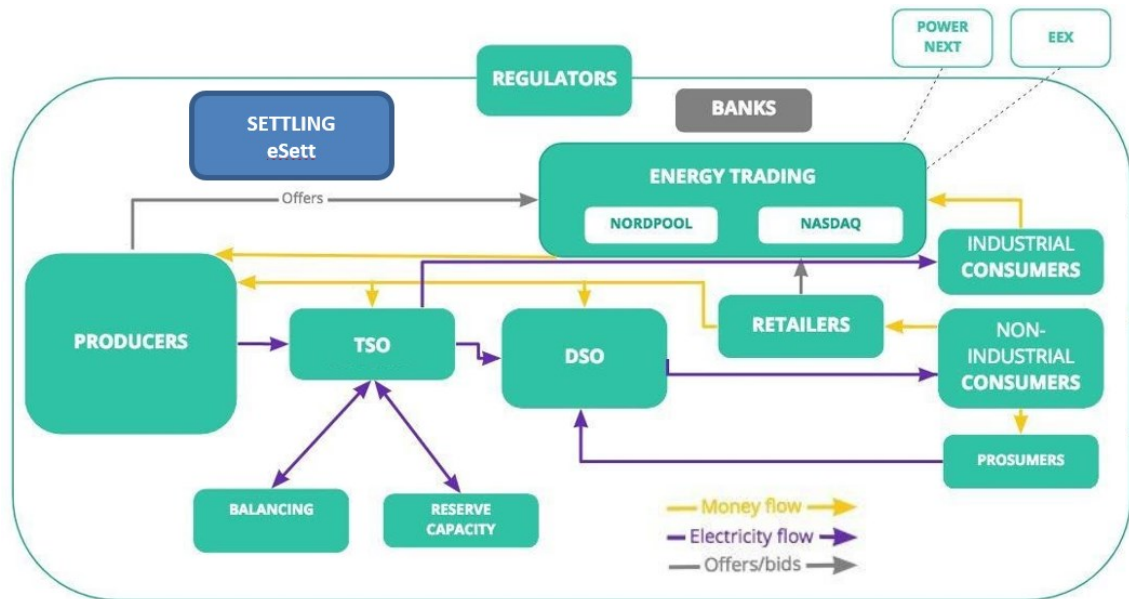 POWER
NEXT
EEX
REGULATORS
SETTLING
eSett
BANKS
ENERGY TRADING
Offers
NORDPOOL
NASDAQ
INDUSTRIAL
CONSUMERS
PRODUCERS
TSO
DSO
RETAILERS
NON-
INDUSTRIAL
CONSUMERS
PROSUMERS
BALANCING
RESERVE
CAPACITY
Money flow
Electricity flow
Offers/bids